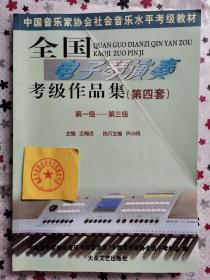 中国音乐家协会社会音乐水平考级教材
全国
QUAN GUO DIANZI QIN YAN ZOU
KAOJI ZUO PIN JI
电子琴演奏
考级作品集(第四套)
第一级——第三级
主编 王梅贞 执行主编 芦小鸥
大众文艺出版社